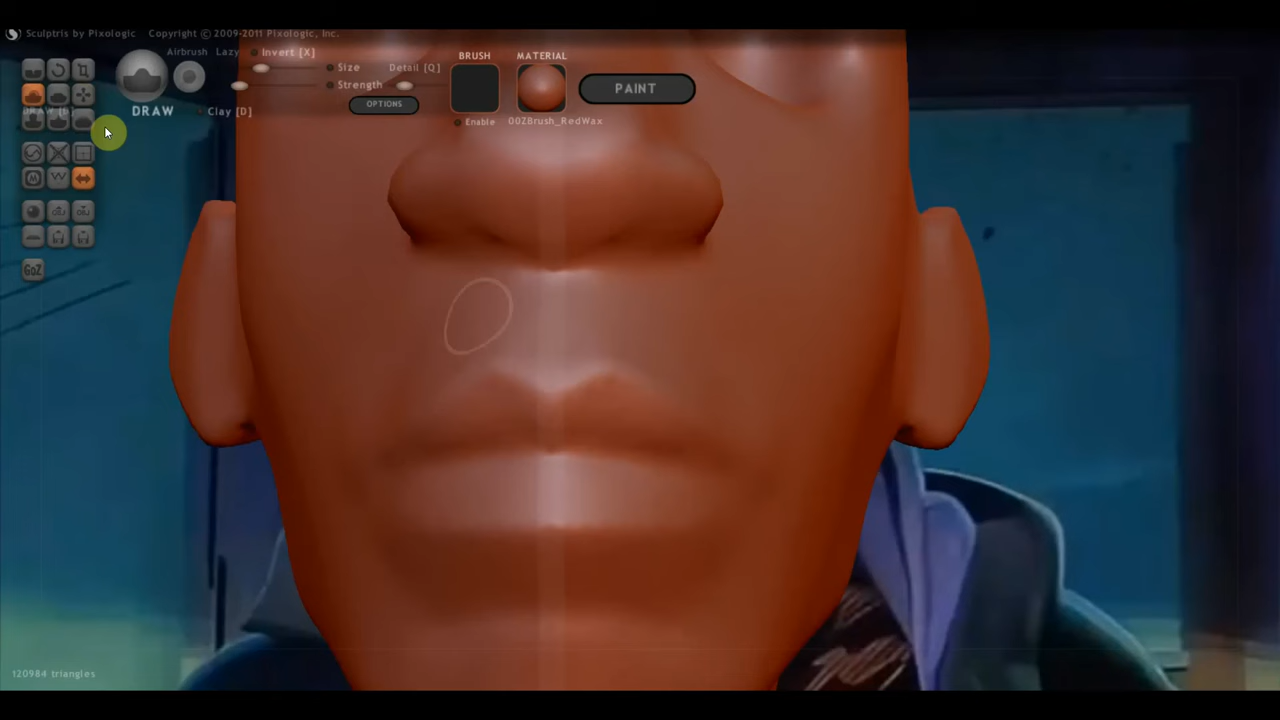 Sculptris by Pixologic Copyright © 2009-2011 Pixologic, Inc.
Airbrush Lazy Invert [X]
BRUSH MATERIAL
Size Detail [Q]
Strength
PAINT
OPTIONS
DRAW Clay [D]
Enable 00ZBrush_RedWax
GoZ
120984 triangles